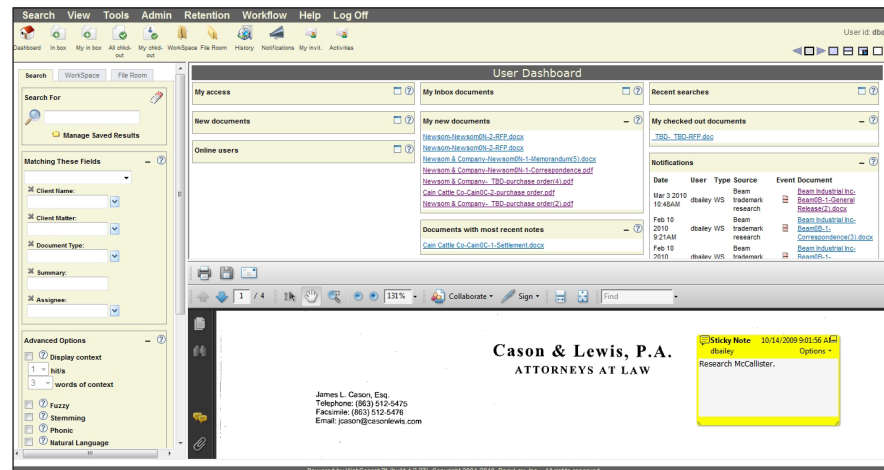 Search View Tools Admin Retention Workflow Help Log Off
User id: dba
Dashboard In box My in box All chkd-out My chkd-out WorkSpace File Room History Notifications My invit. Activities
Search WorkSpace File Room
Search For
Manage Saved Results
Matching These Fields
Client Name:
Client Matter:
Document Type:
Summary:
Assignee:
Advanced Options
Display context
1 hit/s
3 words of context
Fuzzy
Stemming
Phonic
Natural Language
User Dashboard
My access
New documents
Online users
My Inbox documents
My new documents
Newsom-Newsom0N-2-RFP.docx
Newsom-Newsom0N-2-RFP.docx
Newsom & Company-Newsom0N-1-Memorandum(5).docx
Newsom & Company-Newsom0N-1-Correspondence.pdf
Newsom & Company-_TBD-purchase order(4).pdf
Cain Cattle Co-Cain0C-2-purchase order.pdf
Newsom & Company-_TBD-purchase order(2).pdf
Documents with most recent notes
Cain Cattle Co-Cain0C-1-Settlement.docx
Recent searches
My checked out documents
_TBD-_TBD-RFP.doc
Notifications
Date User Type Source Event Document
Mar 3 2010 10:48AM dbailey WS Beam trademark research Beam Industrial Inc-Beam0B-1-General Release(2).docx
Feb 10 2010 9:21AM dbailey WS Beam trademark research Beam Industrial Inc-Beam0B-1-Correspondence(3).docx
Feb 10 2010 dbailey WS Beam trademark Beam Industrial Inc-Beam0B-1-
1 / 4 131% Collaborate Sign Find
Cason & Lewis, P.A.
ATTORNEYS AT LAW
James L. Cason, Esq.
Telephone: (863) 512-5475
Facsimile: (863) 512-5476
Email: jcason@casonlewis.com
Sticky Note 10/14/2009 9:01:56 AM
dbailey Options
Research McCallister.